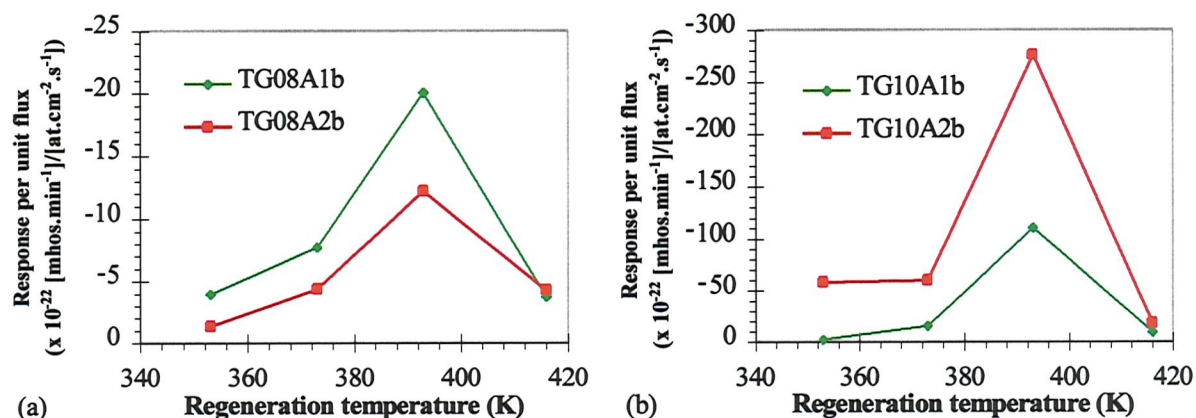 Response per unit flux
(x 10⁻²² [mhos.min⁻¹]/[at.cm⁻².s⁻¹])
-25
-20
-15
-10
-5
0
TG08A1b
TG08A2b
340 360 380 400 420
Regeneration temperature (K)
(a)
Response per unit flux
(x 10⁻²² [mhos.min⁻¹]/[at.cm⁻².s⁻¹])
-300
-250
-200
-150
-100
-50
0
TG10A1b
TG10A2b
340 360 380 400 420
Regeneration temperature (K)
(b)